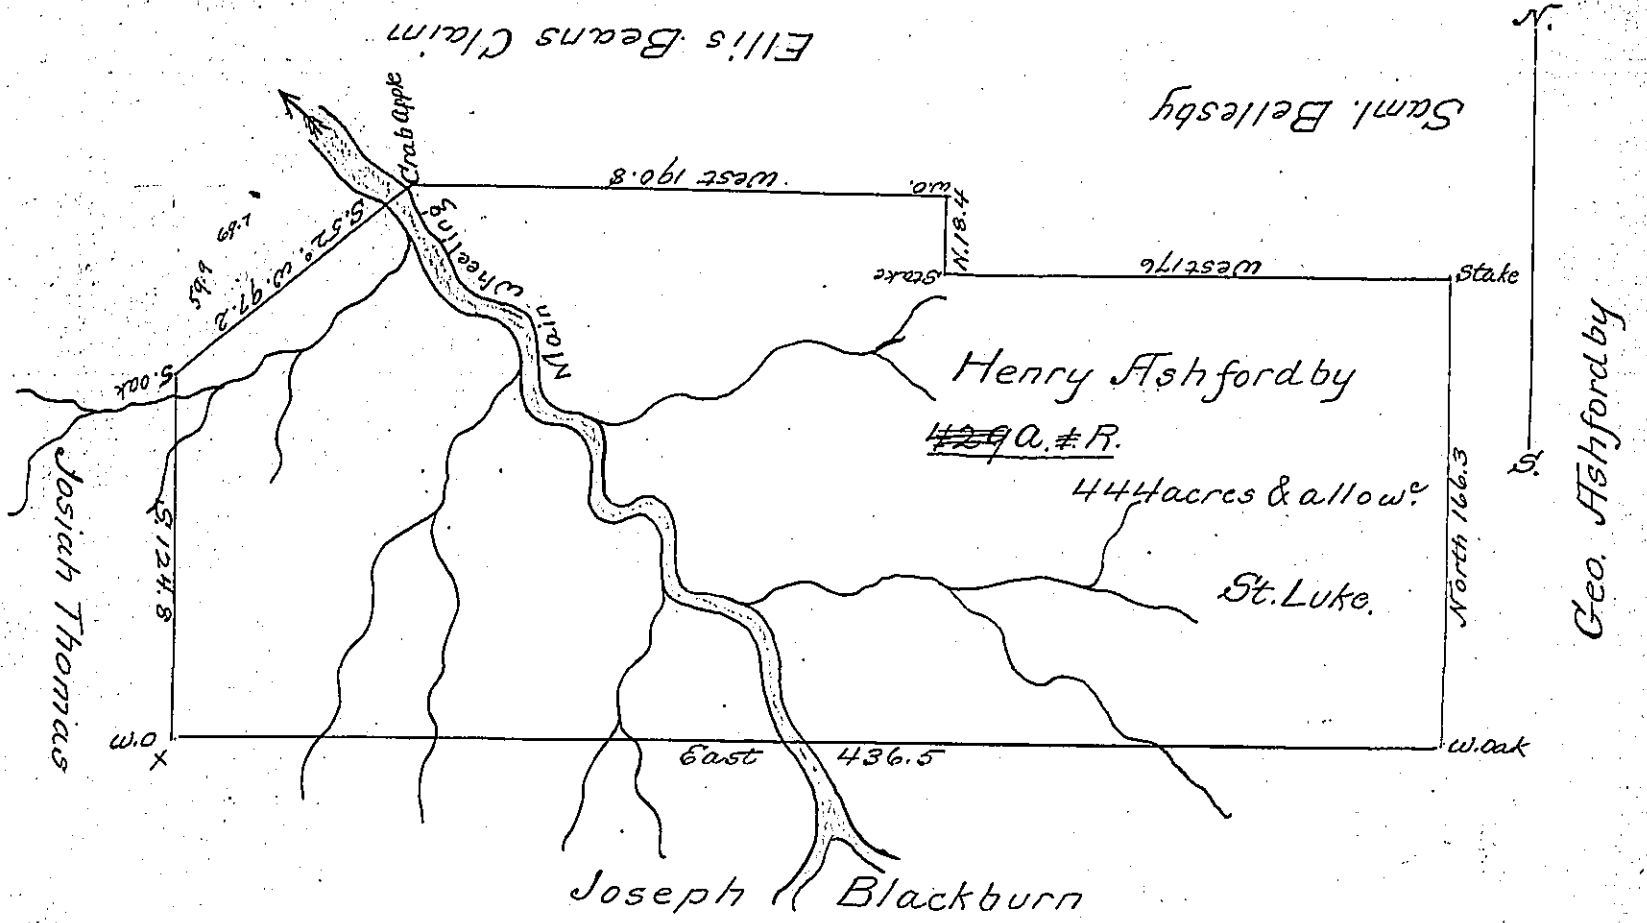 N.
Ellis Beans Claim
Saml. Bellesby
Crab apple
West 190.8
w.o.
N.18.4
Stake
West 176
Stake
S.52° W. 97.2
S. oak
Main Wheeling
Henry Ashfordby
429 A. # R.
444 acres & allowc.
St. Luke.
North 166.3
S.
Geo. Ashfordby
Josiah Thomas
S.124.8
W.O
X
East 436.5
W. oak
Joseph Blackburn